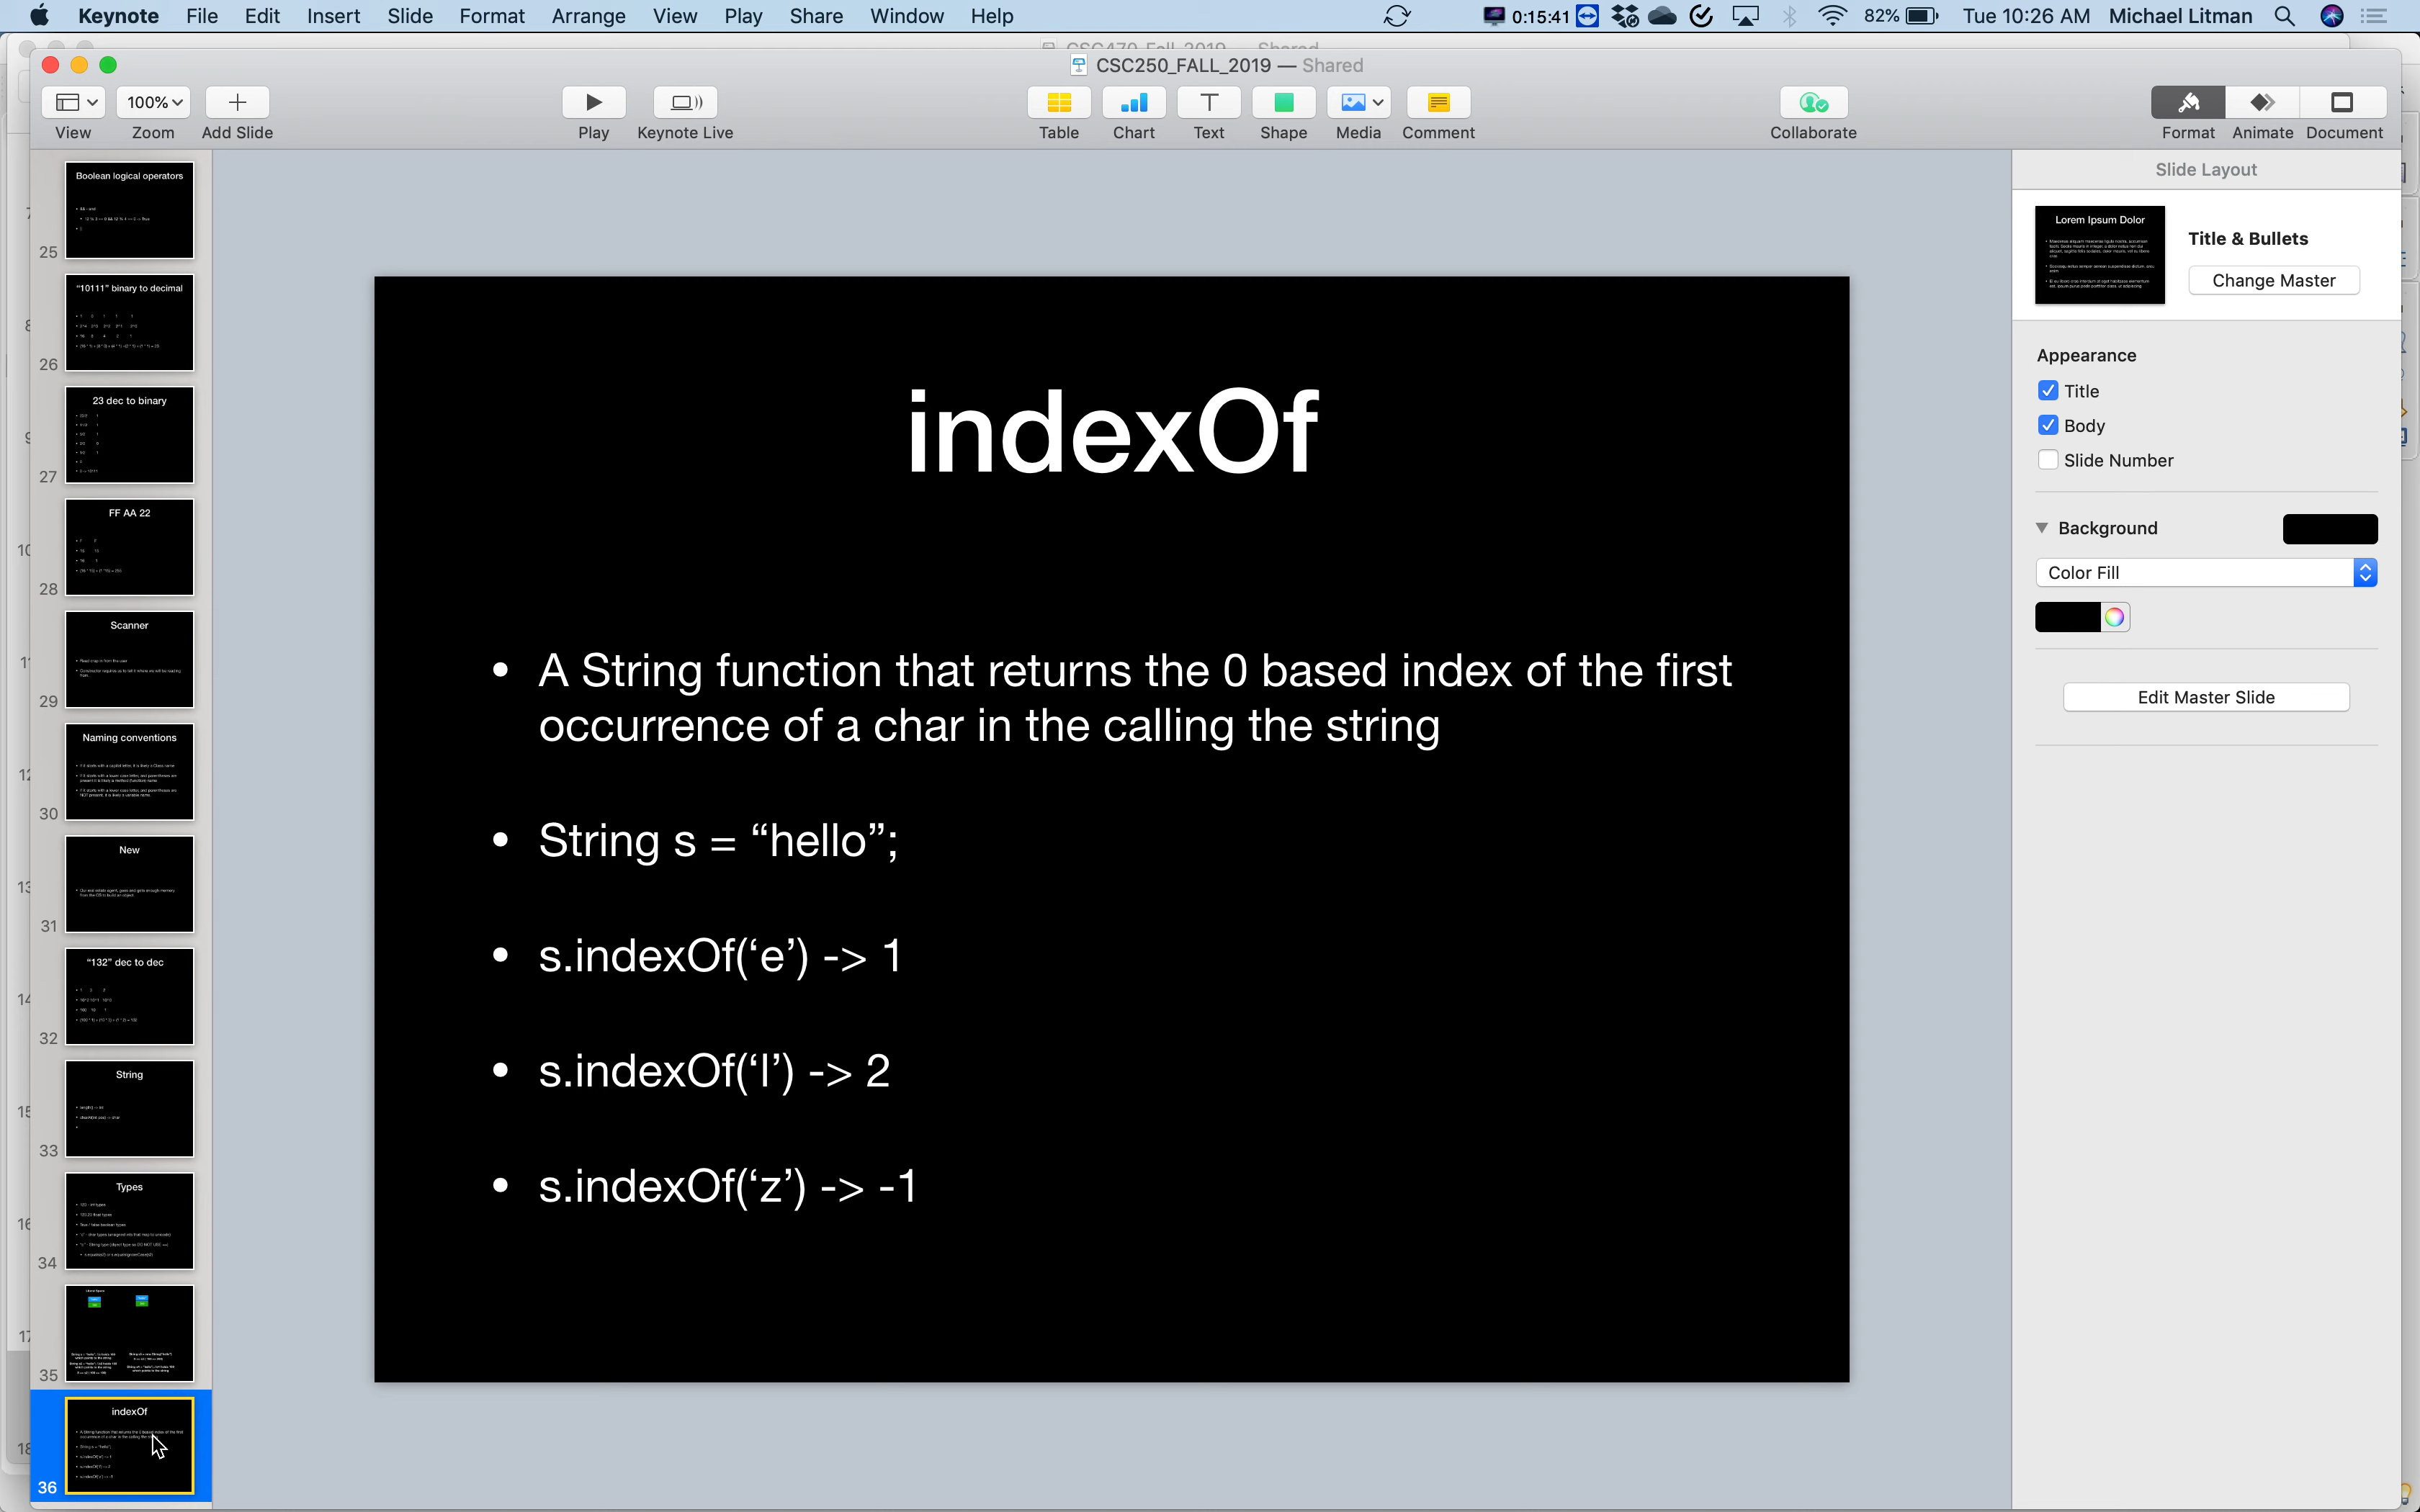 Keynote File Edit Insert Slide Format Arrange View Play Share Window Help
0:15:41 82% Tue 10:26 AM Michael Litman
CSC250_FALL_2019 — Shared
100%
View Zoom Add Slide Play Keynote Live Table Chart Text Shape Media Comment Collaborate Format Animate Document
Boolean logical operators
25
“10111” binary to decimal
26
23 dec to binary
27
FF AA 22
28
Scanner
29
Naming conventions
30
New
31
“132” dec to dec
32
String
33
Types
34
35
indexOf
36
indexOf
• A String function that returns the 0 based index of the first
occurrence of a char in the calling the string
• String s = “hello”;
• s.indexOf(‘e’) -> 1
• s.indexOf(‘l’) -> 2
• s.indexOf(‘z’) -> -1
Slide Layout
Lorem Ipsum Dolor
Title & Bullets
Change Master
Appearance
Title
Body
Slide Number
Background
Color Fill
Edit Master Slide